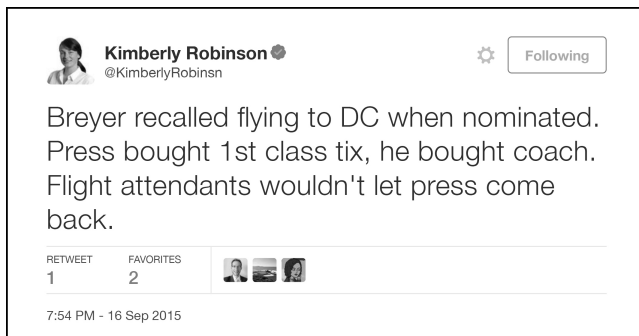 Kimberly Robinson
@KimberlyRobinsn
Following
Breyer recalled flying to DC when nominated.
Press bought 1st class tix, he bought coach.
Flight attendants wouldn't let press come
back.
RETWEET FAVORITES
1 2
7:54 PM - 16 Sep 2015